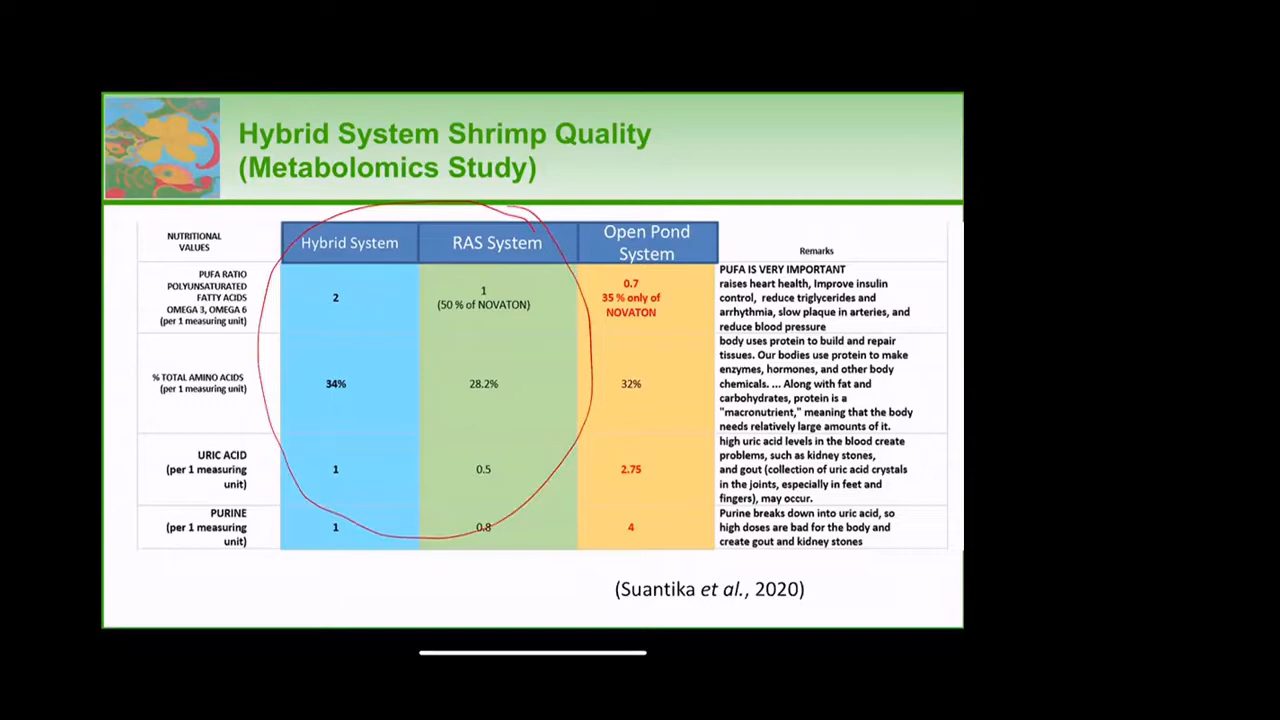 Hybrid System Shrimp Quality
(Metabolomics Study)
NUTRITIONAL
VALUES
Hybrid System
RAS System
Open Pond
System
Remarks
PUFA RATIO
POLYUNSATURATED
FATTY ACIDS
OMEGA 3, OMEGA 6
(per 1 measuring unit)
2
1
(50 % of NOVATON)
0.7
35 % only of
NOVATON
PUFA IS VERY IMPORTANT
raises heart health, Improve insulin
control, reduce triglycerides and
arrhythmia, slow plaque in arteries, and
reduce blood pressure
% TOTAL AMINO ACIDS
(per 1 measuring unit)
34%
28.2%
32%
body uses protein to build and repair
tissues. Our bodies use protein to make
enzymes, hormones, and other body
chemicals. ... Along with fat and
carbohydrates, protein is a
"macronutrient," meaning that the body
needs relatively large amounts of it.
URIC ACID
(per 1 measuring
unit)
1
0.5
2.75
high uric acid levels in the blood create
problems, such as kidney stones,
and gout (collection of uric acid crystals
in the joints, especially in feet and
fingers), may occur.
PURINE
(per 1 measuring
unit)
1
0.8
4
Purine breaks down into uric acid, so
high doses are bad for the body and
create gout and kidney stones
(Suantika et al., 2020)